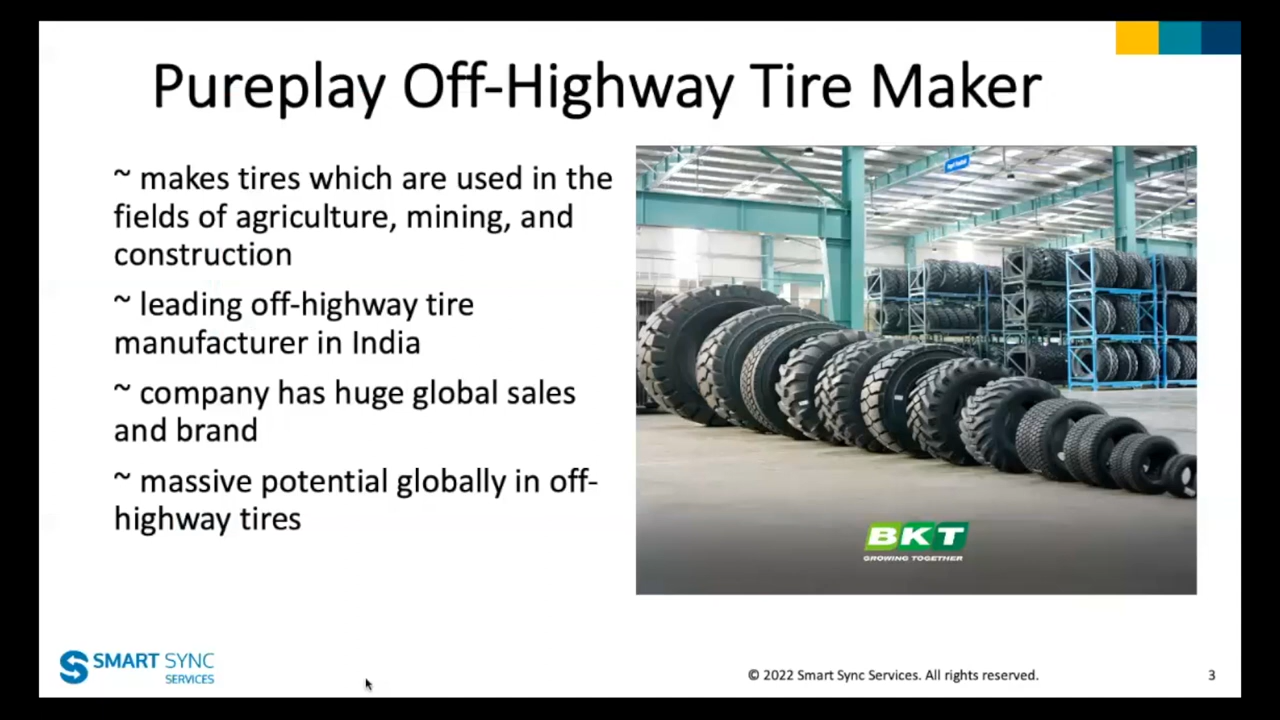 Pureplay Off-Highway Tire Maker
~ makes tires which are used in the
fields of agriculture, mining, and
construction
~ leading off-highway tire
manufacturer in India
~ company has huge global sales
and brand
~ massive potential globally in off-
highway tires
BKT
GROWING TOGETHER
SMART SYNC
SERVICES
© 2022 Smart Sync Services. All rights reserved.
3